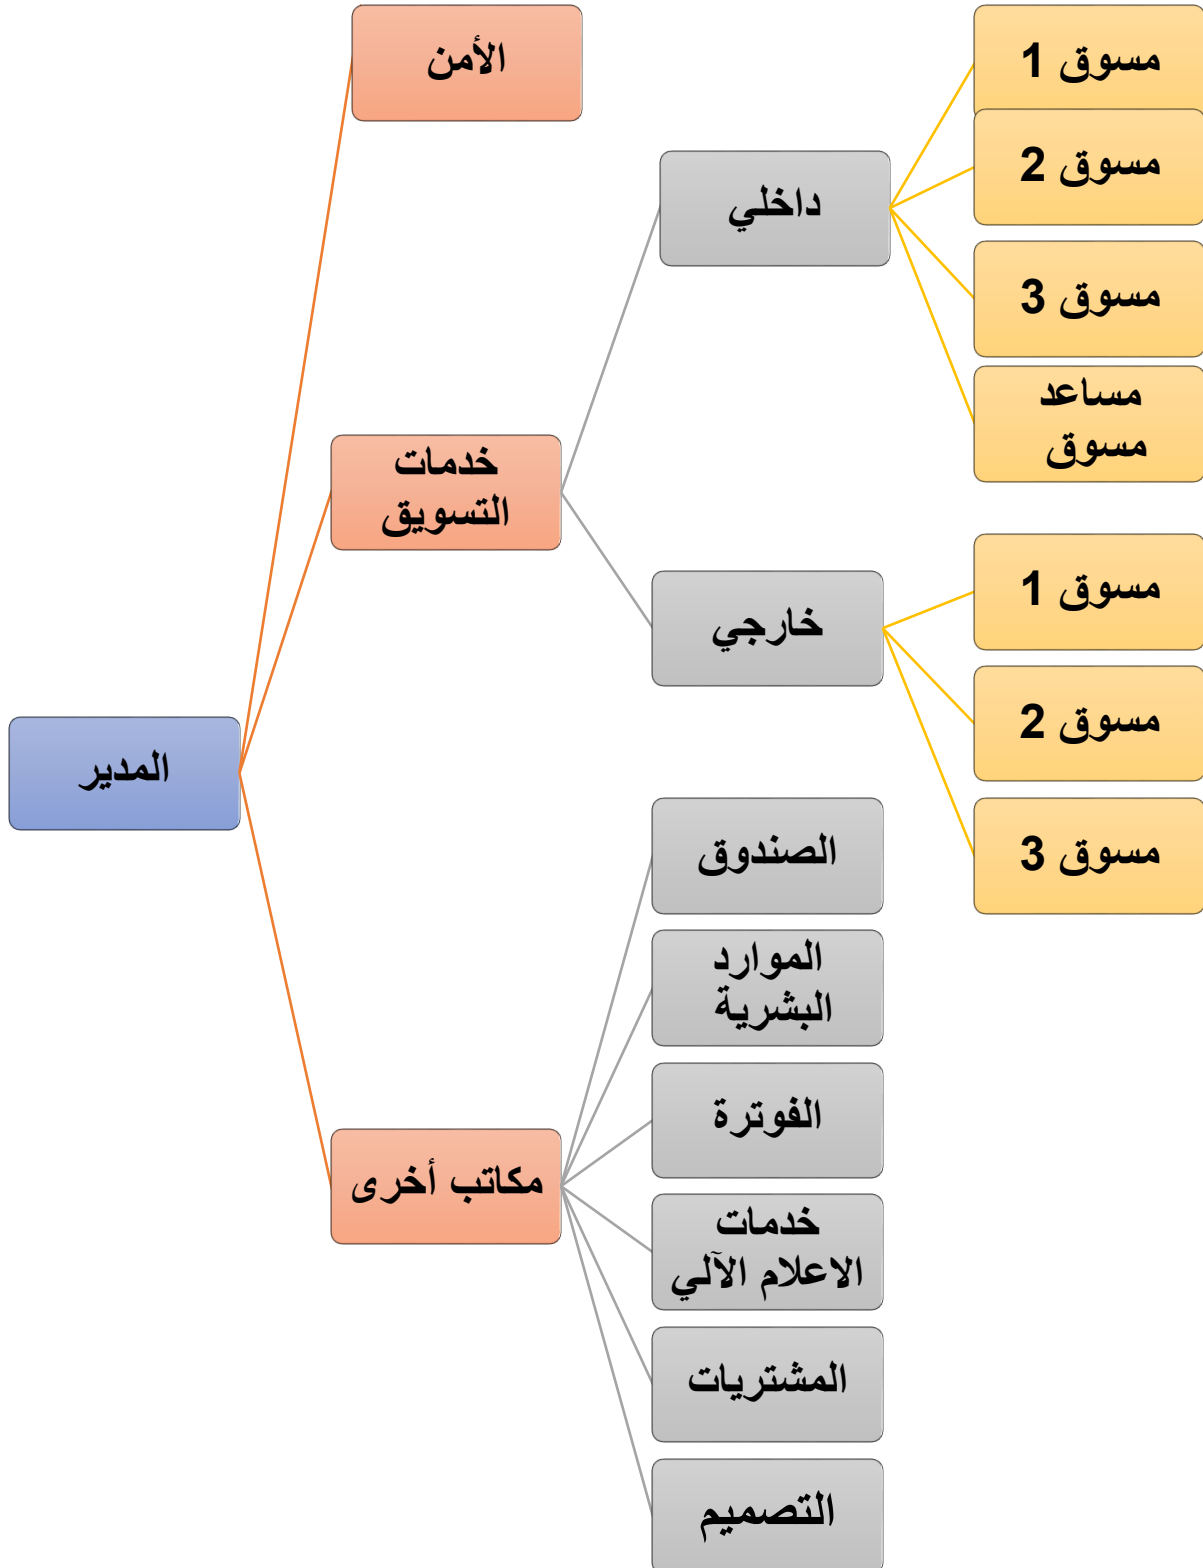 الأمن
مسوق 1
مسوق 2
داخلي
مسوق 3
مساعد
مسوق
خدمات
التسويق
مسوق 1
خارجي
مسوق 2
المدير
الصندوق
مسوق 3
الموارد
البشرية
الفوترة
مكاتب أخرى
خدمات
الاعلام الآلي
المشتريات
التصميم